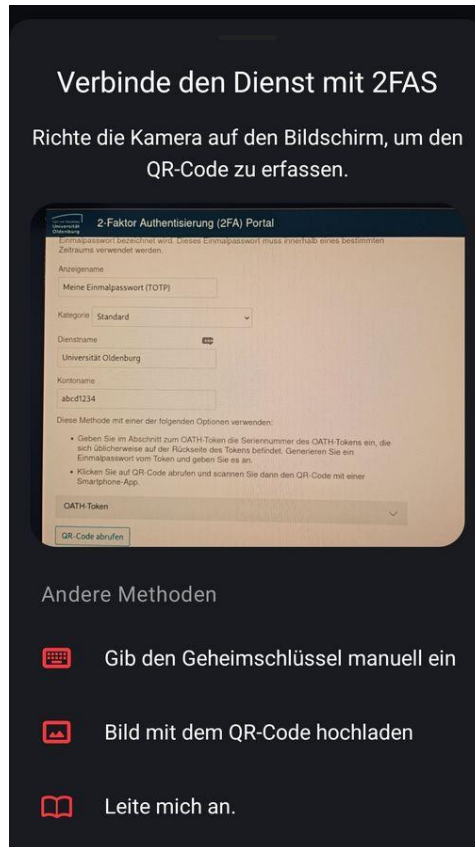 Verbinde den Dienst mit 2FAS
Richte die Kamera auf den Bildschirm, um den
QR-Code zu erfassen.
Universität
Oldenburg
2-Faktor Authentisierung (2FA) Portal
Einmalpasswort bezeichnet wird. Dieses Einmalpasswort muss innerhalb eines bestimmten
Zeitraums verwendet werden.
Anzeigename
Meine Einmalpasswort (TOTP)
Kategorie Standard
Dienstname
Universität Oldenburg
Kontoname
abcd1234
Diese Methode mit einer der folgenden Optionen verwenden:
• Geben Sie im Abschnitt zum OATH-Token die Seriennummer des OATH-Tokens ein, die
sich üblicherweise auf der Rückseite des Tokens befindet. Generieren Sie ein
Einmalpasswort vom Token und geben Sie es an.
• Klicken Sie auf QR-Code abrufen und scannen Sie dann den QR-Code mit einer
Smartphone-App.
OATH-Token
QR-Code abrufen
Andere Methoden
Gib den Geheimschlüssel manuell ein
Bild mit dem QR-Code hochladen
Leite mich an.